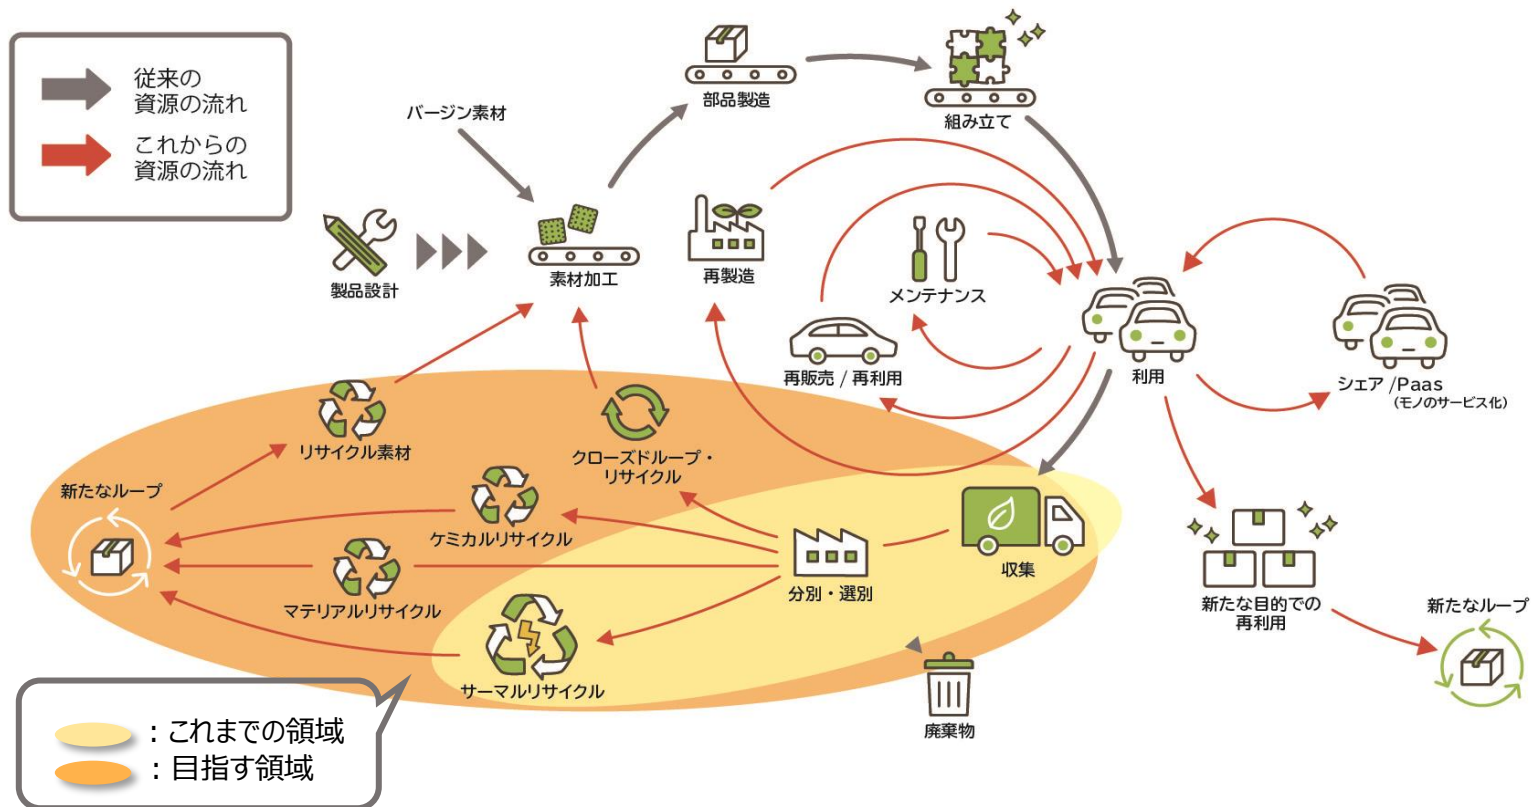 従来の
資源の流れ
これからの
資源の流れ
バージン素材
部品製造
組み立て
製品設計
素材加工
再製造
メンテナンス
再販売 / 再利用
利用
シェア /Paas
(モノのサービス化)
リサイクル素材
クローズドループ・
リサイクル
新たなループ
ケミカルリサイクル
マテリアルリサイクル
サーマルリサイクル
分別・選別
収集
廃棄物
新たな目的での
再利用
新たなループ
：これまでの領域
：目指す領域